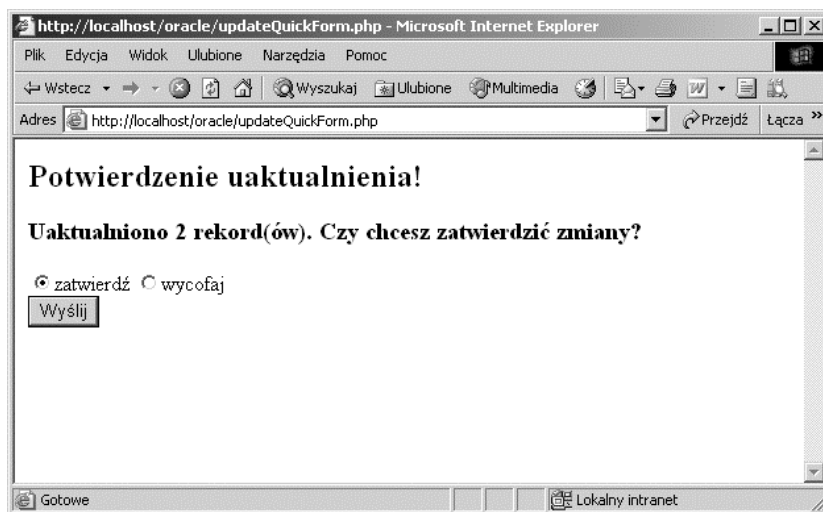 http://localhost/oracle/updateQuickForm.php - Microsoft Internet Explorer
Plik Edycja Widok Ulubione Narzędzia Pomoc
Wstecz Wyszukaj Ulubione Multimedia
Adres http://localhost/oracle/updateQuickForm.php Przejdź Łącza »
Potwierdzenie uaktualnienia!
Uaktualniono 2 rekord(ów). Czy chcesz zatwierdzić zmiany?
zatwierdź wycofaj
Wyślij
Gotowe Lokalny intranet